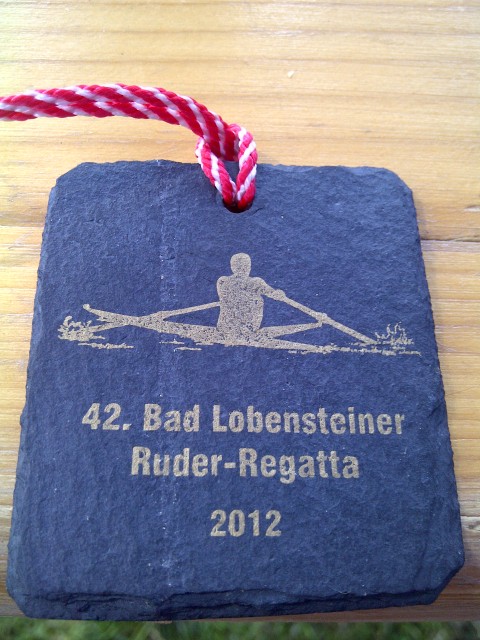 42. Bad Lobensteiner
Ruder-Regatta
2012